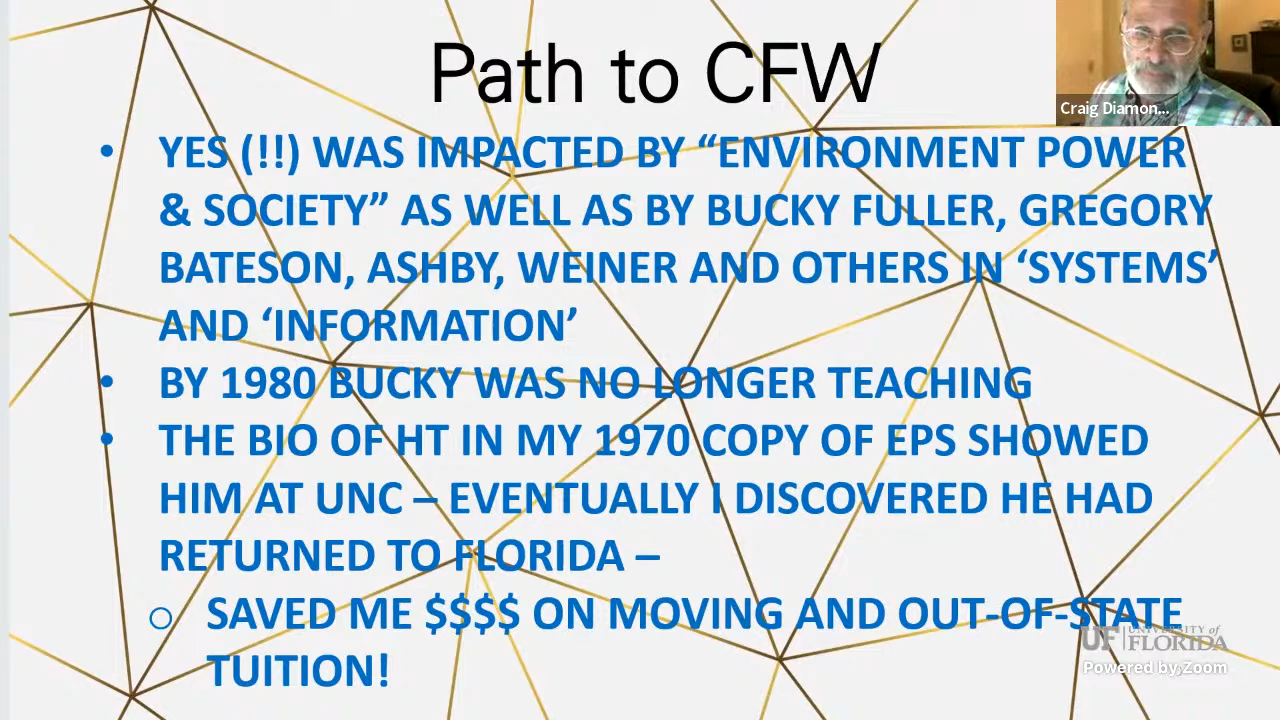 Path to CFW
Craig Diamon...
• YES (!!) WAS IMPACTED BY “ENVIRONMENT POWER
& SOCIETY” AS WELL AS BY BUCKY FULLER, GREGORY
BATESON, ASHBY, WEINER AND OTHERS IN ‘SYSTEMS’
AND ‘INFORMATION’
• BY 1980 BUCKY WAS NO LONGER TEACHING
• THE BIO OF HT IN MY 1970 COPY OF EPS SHOWED
HIM AT UNC – EVENTUALLY I DISCOVERED HE HAD
RETURNED TO FLORIDA –
o SAVED ME $$$$ ON MOVING AND OUT-OF-STATE
TUITION!
UF UNIVERSITY of
FLORIDA
Powered by Zoom